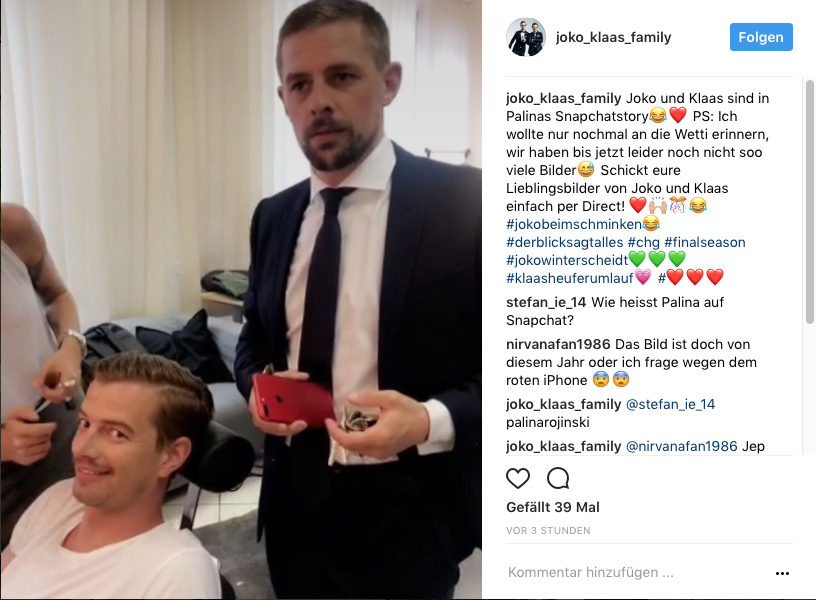 joko_klaas_family
Folgen
joko_klaas_family Joko und Klaas sind in
Palinas Snapchatstory😂❤️ PS: Ich
wollte nur nochmal an die Wetti erinnern,
wir haben bis jetzt leider noch nicht soo
viele Bilder😅 Schickt eure
Lieblingsbilder von Joko und Klaas
einfach per Direct! ❤️🙌🏼👯😂
#jokobeimschminken😂
#derblicksagtalles #chg #finalseason
#jokowinterscheidt💚💚💚
#klaasheuferumlauf💗 #❤️❤️❤️
stefan_ie_14 Wie heisst Palina auf
Snapchat?
nirvanafan1986 Das Bild ist doch von
diesem Jahr oder ich frage wegen dem
roten iPhone 😨😨
joko_klaas_family @stefan_ie_14
palinarojinski
joko_klaas_family @nirvanafan1986 Jep
Gefällt 39 Mal
VOR 3 STUNDEN
Kommentar hinzufügen ...